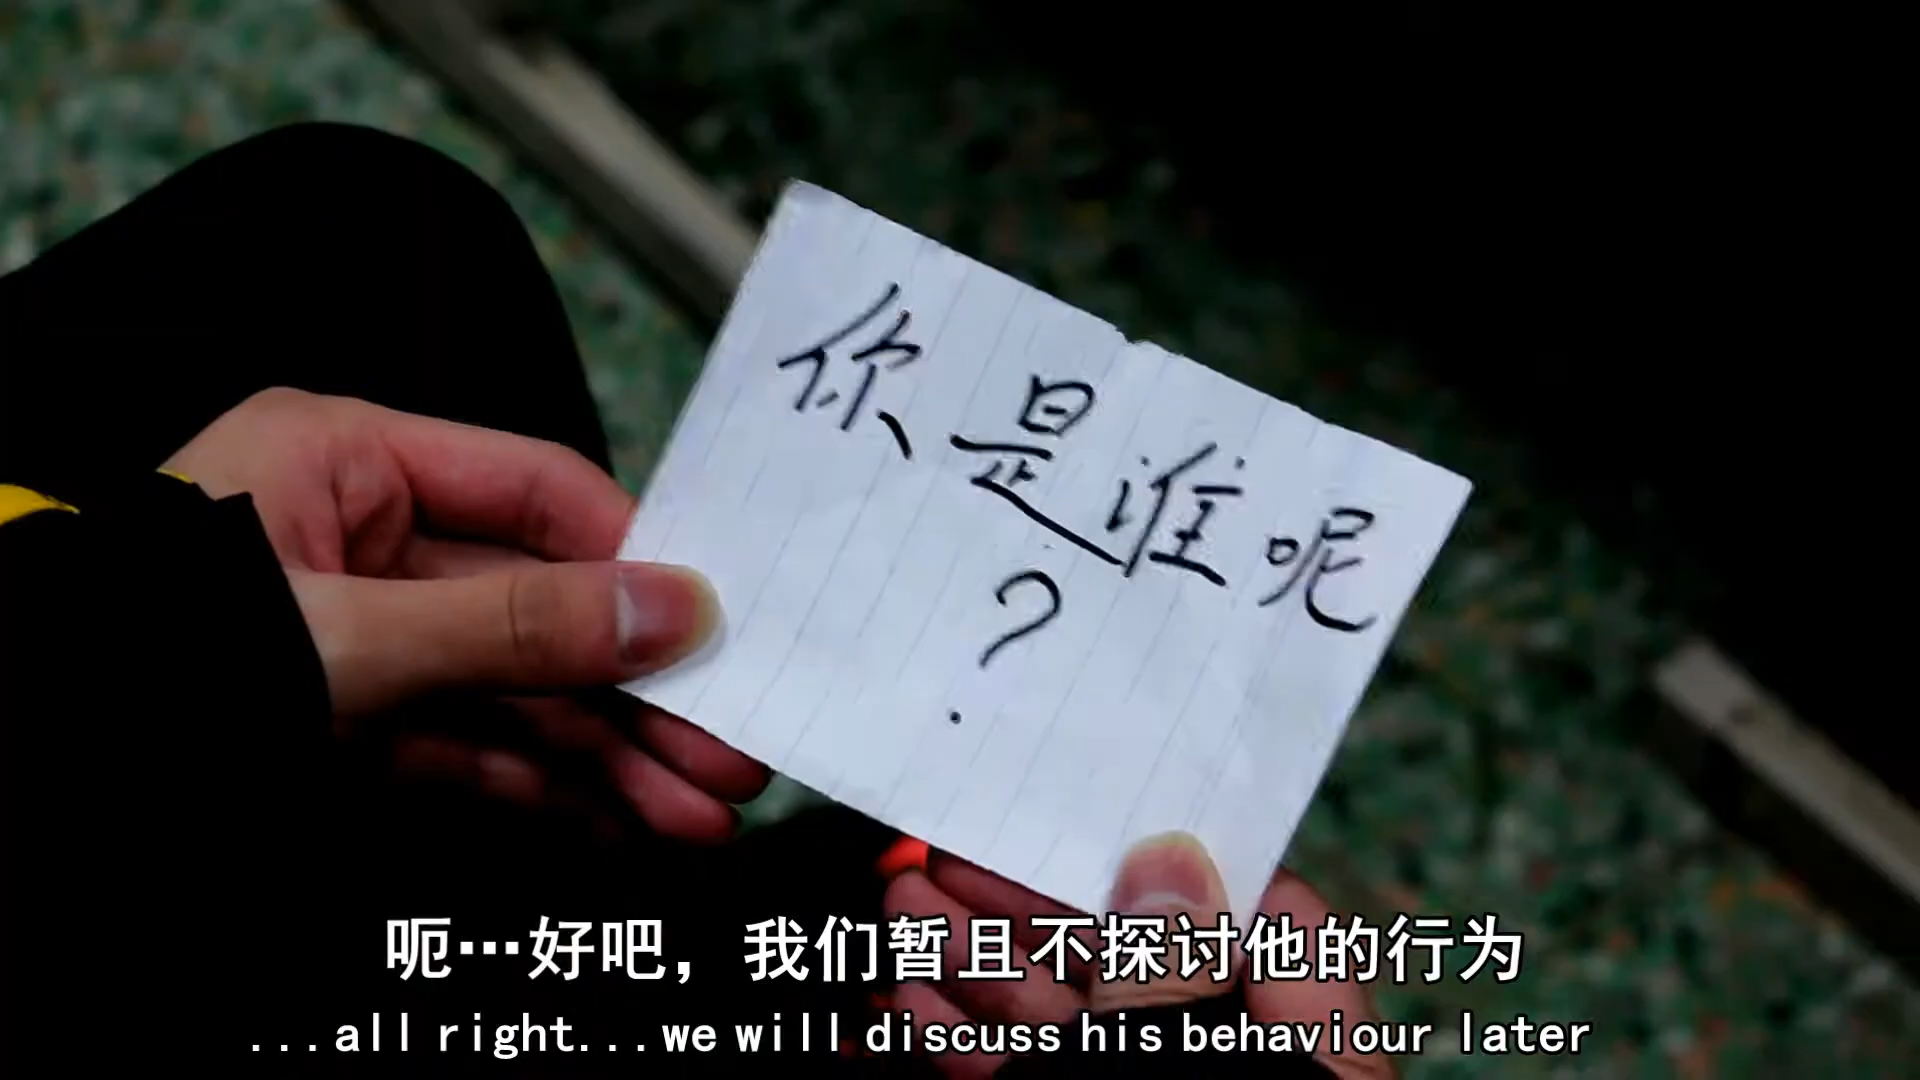 你是谁呢
?
呃…好吧，我们暂且不探讨他的行为
...all right...we will discuss his behaviour later